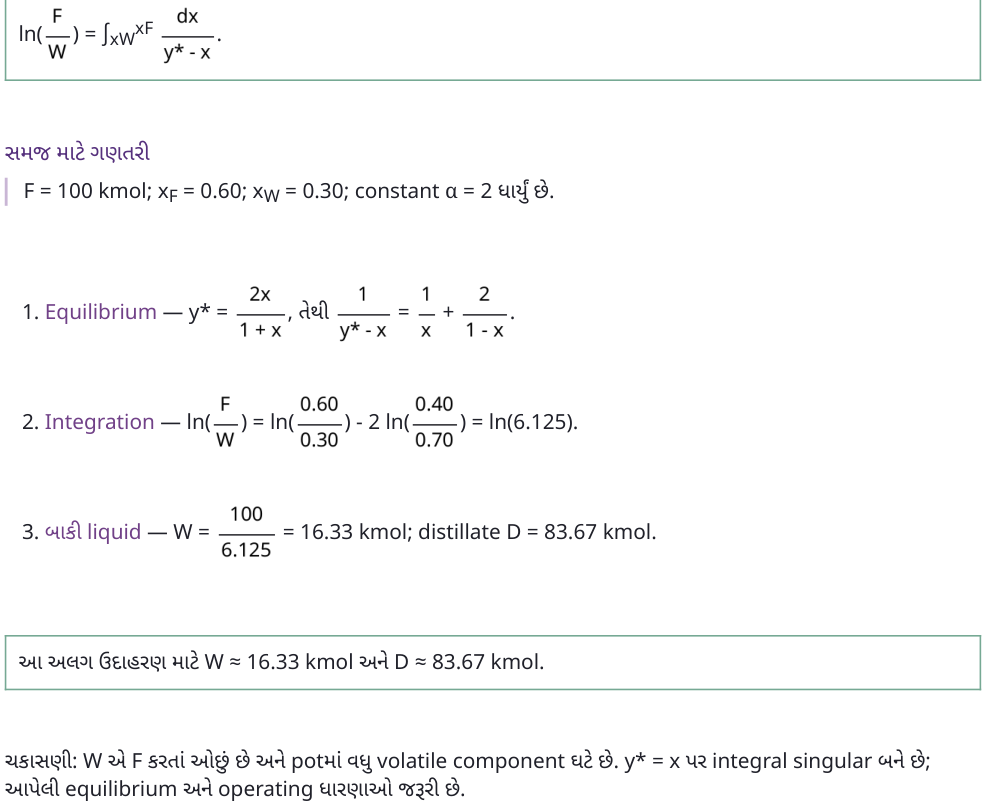 ln(F/W) = ∫xW^xF dx/(y* - x).
સમજ માટે ગણતરી
F = 100 kmol; xF = 0.60; xW = 0.30; constant α = 2 ધાર્યું છે.
1. Equilibrium — y* = 2x/(1 + x), તેથી 1/(y* - x) = 1/x + 2/(1 - x).
2. Integration — ln(F/W) = ln(0.60/0.30) - 2 ln(0.40/0.70) = ln(6.125).
3. બાકી liquid — W = 100/6.125 = 16.33 kmol; distillate D = 83.67 kmol.
આ અલગ ઉદાહરણ માટે W ≈ 16.33 kmol અને D ≈ 83.67 kmol.
ચકાસણી: W એ F કરતાં ઓછું છે અને potમાં વધુ volatile component ઘટે છે. y* = x પર integral singular બને છે;
આપેલી equilibrium અને operating ધારણાઓ જરૂરી છે.